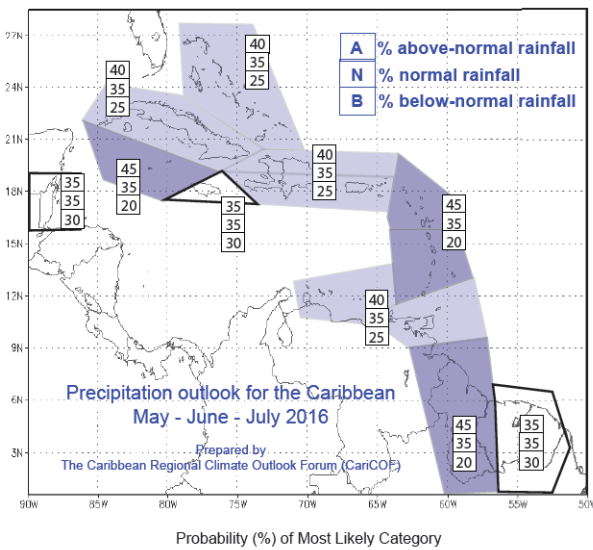 27N
24N
21N
18N
15N
12N
9N
6N
3N
90W
85W
80W
75W
70W
65W
60W
55W
50W
A % above-normal rainfall
N % normal rainfall
B % below-normal rainfall
40
35
25
40
35
25
45
35
20
35
35
30
35
35
30
40
35
25
45
35
20
40
35
25
45
35
20
35
35
30
Precipitation outlook for the Caribbean
May - June - July 2016
Prepared by
The Caribbean Regional Climate Outlook Forum (CariCOF)
Probability (%) of Most Likely Category